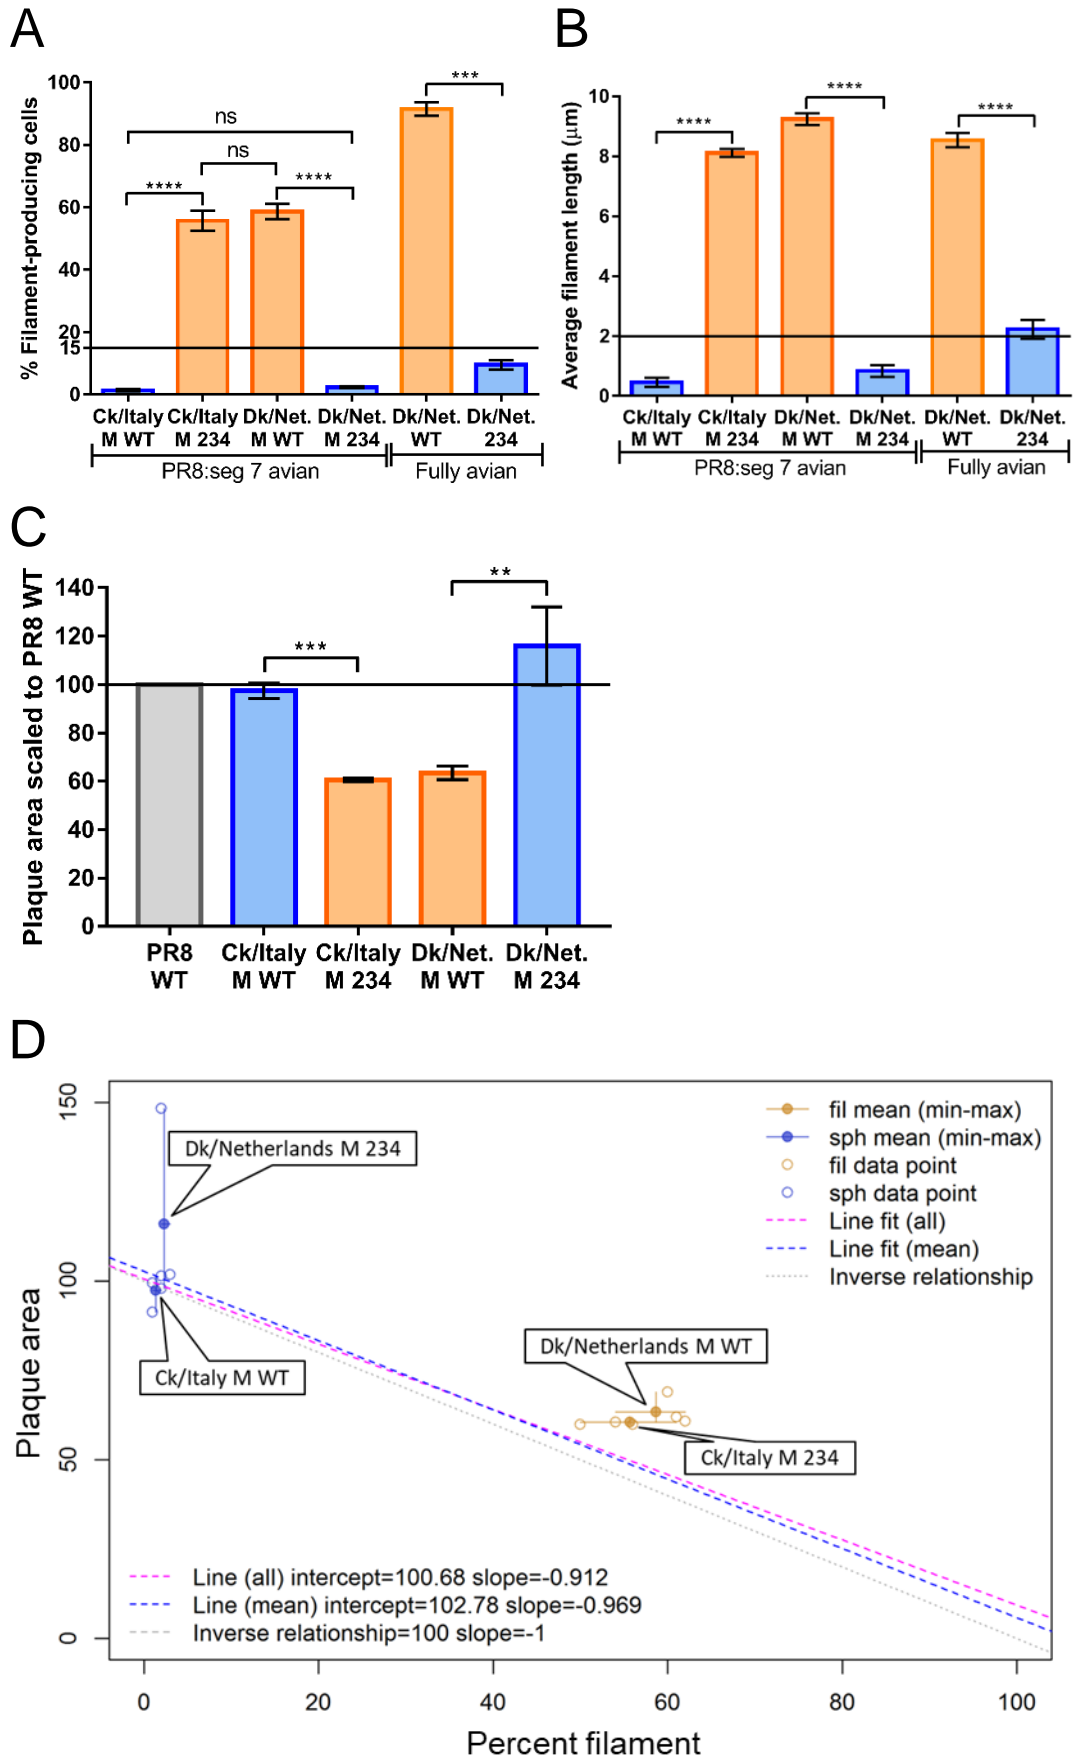 A
% Filament-producing cells
100
80
60
40
20
15
0
ns
ns
****
****
***
Ck/Italy M WT
Ck/Italy M 234
Dk/Net. M WT
Dk/Net. M 234
Dk/Net. WT
Dk/Net. 234
PR8:seg 7 avian
Fully avian
B
Average filament length (μm)
10
8
6
4
2
0
****
****
****
Ck/Italy M WT
Ck/Italy M 234
Dk/Net. M WT
Dk/Net. M 234
Dk/Net. WT
Dk/Net. 234
PR8:seg 7 avian
Fully avian
C
Plaque area scaled to PR8 WT
140
120
100
80
60
40
20
0
***
**
PR8 WT
Ck/Italy M WT
Ck/Italy M 234
Dk/Net. M WT
Dk/Net. M 234
D
Plaque area
150
100
50
0
Dk/Netherlands M 234
Ck/Italy M WT
Dk/Netherlands M WT
Ck/Italy M 234
fil mean (min-max)
sph mean (min-max)
fil data point
sph data point
Line fit (all)
Line fit (mean)
Inverse relationship
Line (all) intercept=100.68 slope=-0.912
Line (mean) intercept=102.78 slope=-0.969
Inverse relationship=100 slope=-1
0
20
40
60
80
100
Percent filament